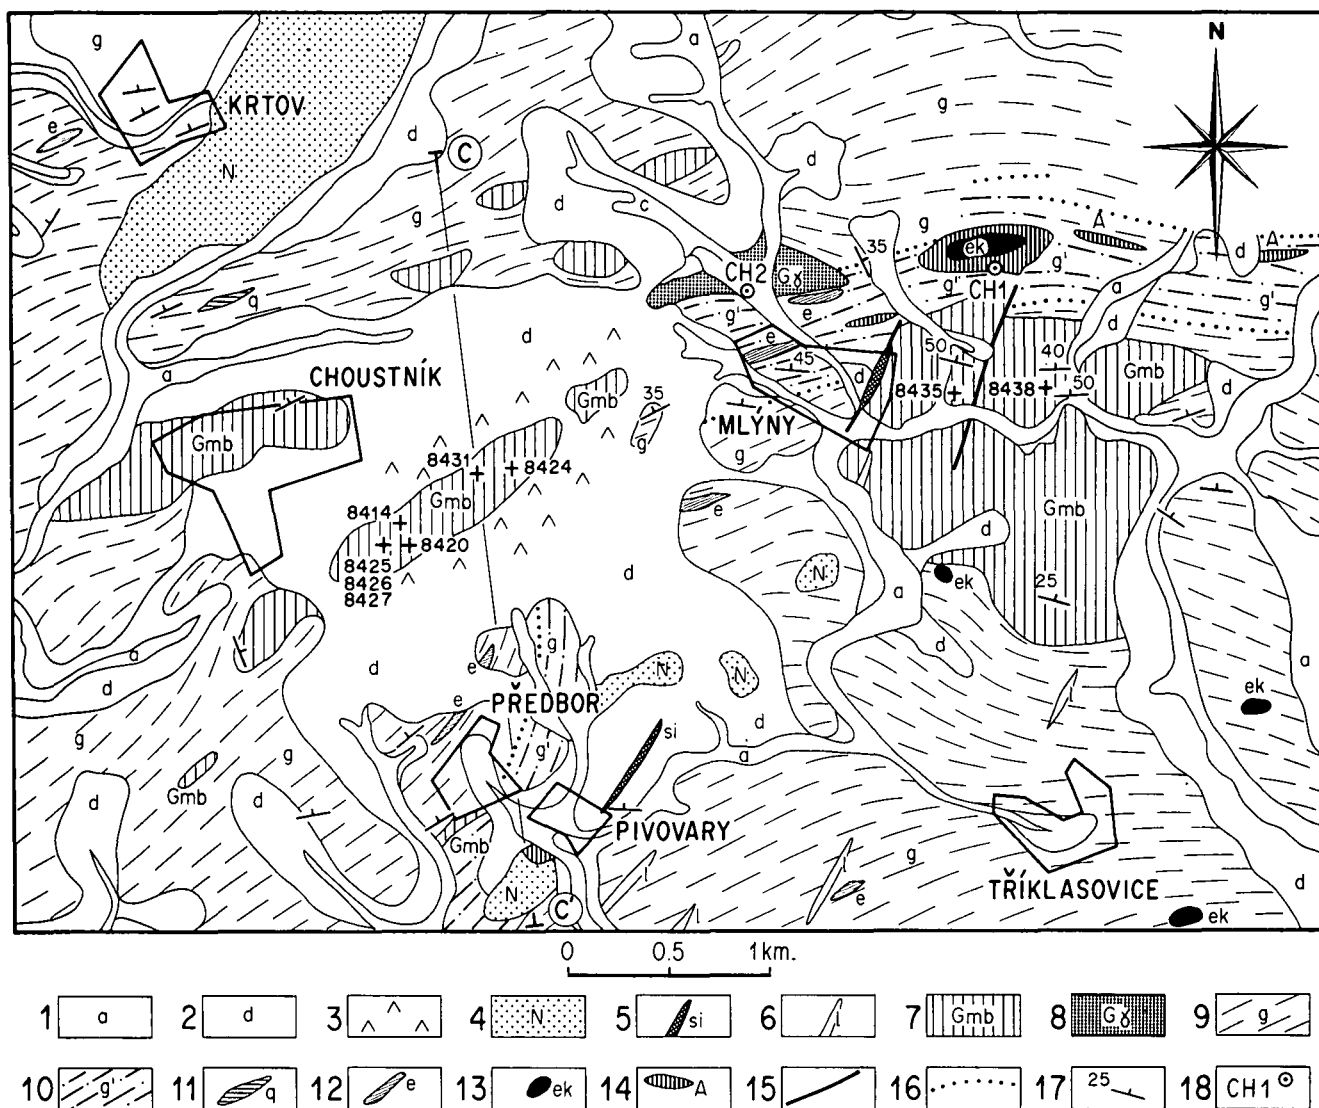 g
a
N
KRTOV
g
e
d
C
N
g
d
c
d
g
A
A
d
35
ek
g
CH2
Gɣ
g'
CH1
g'
a
q
e
g'
d
g'
d
e
45
50
40
50
Gmb
d
a
CHOUSTNÍK
Gmb
Gmb
35
g
MLÝNY
g
d
8435
8438
8431
8424
Gmb
8414
8420
8425
8426
8427
e
Gmb
d
N
d
ek
25
a
a
d
g'
e
d
N
N
d
a
ek
PŘEDBOR
e
g
g
g'
si
d
a
l
Gmb
d
d
Gmb
PIVOVARY
g
TŘÍKLASOVICE
N
C'
l
l
l
e
d
ek
0 0.5 1km.
1 a 2 d 3 4 N 5 si 6 l 7 Gmb 8 Gɣ 9 g
10 g' 11 q 12 e 13 ek 14 A 15 16 17 25 18 CH1